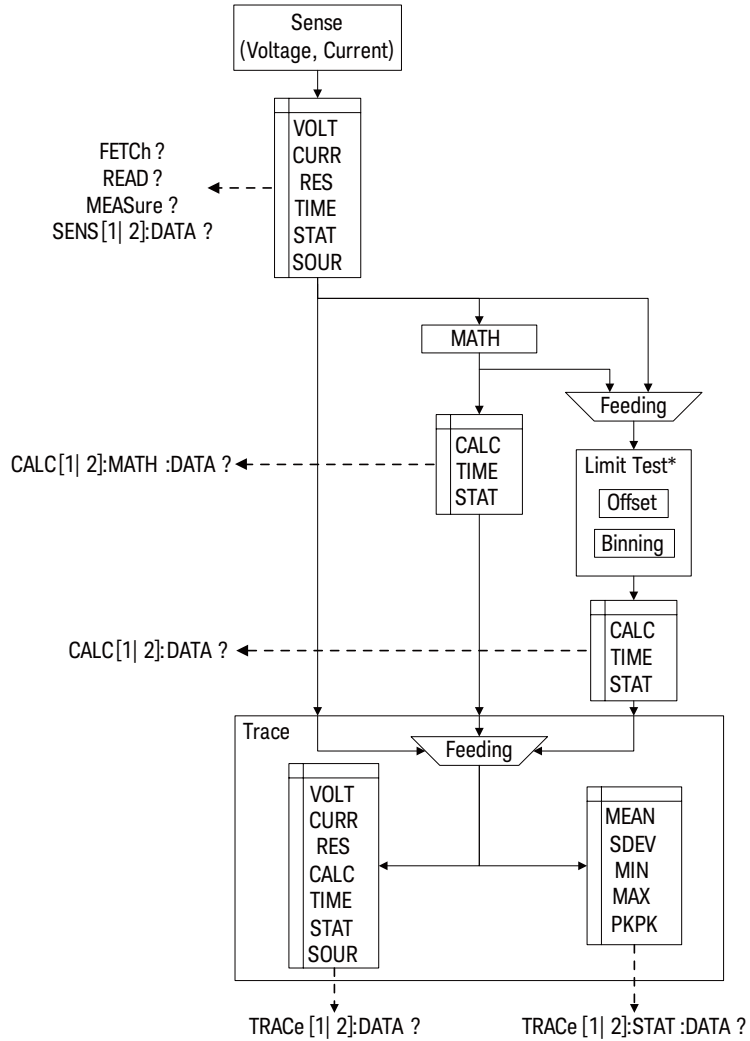 Sense
(Voltage, Current)
VOLT
CURR
RES
TIME
STAT
SOUR
FETCh ?
READ ?
MEASure ?
SENS[1| 2]:DATA ?
MATH
Feeding
CALC
TIME
STAT
CALC[1| 2]:MATH :DATA ?
Limit Test*
Offset
Binning
CALC
TIME
STAT
CALC[1| 2]:DATA ?
Trace
Feeding
VOLT
CURR
RES
CALC
TIME
STAT
SOUR
MEAN
SDEV
MIN
MAX
PKPK
TRACe [1| 2]:DATA ?
TRACe [1| 2]:STAT :DATA ?